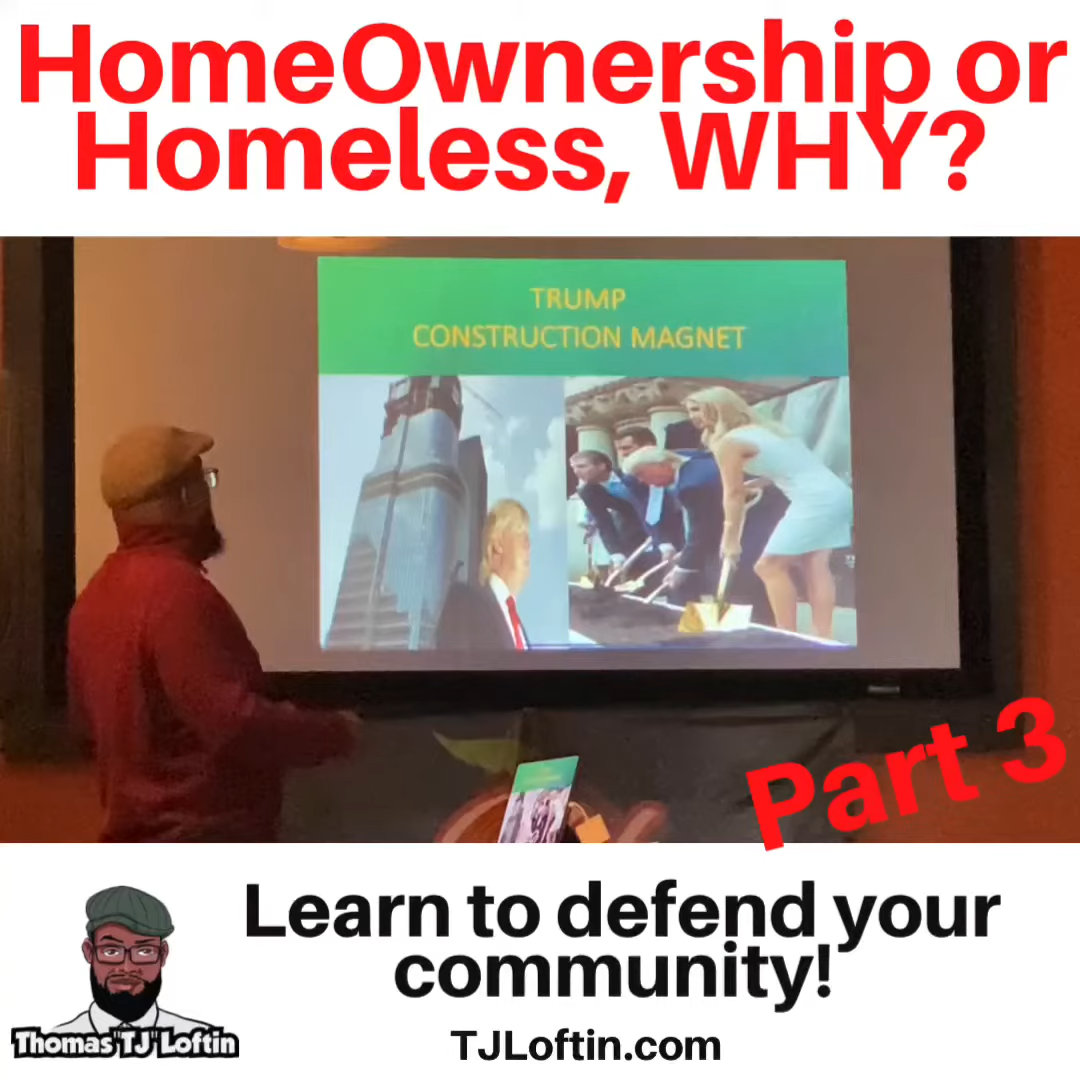 HomeOwnership or
Homeless, WHY?
TRUMP
CONSTRUCTION MAGNET
Part 3
Learn to defend your
community!
Thomas"TJ"Loftin
TJLoftin.com